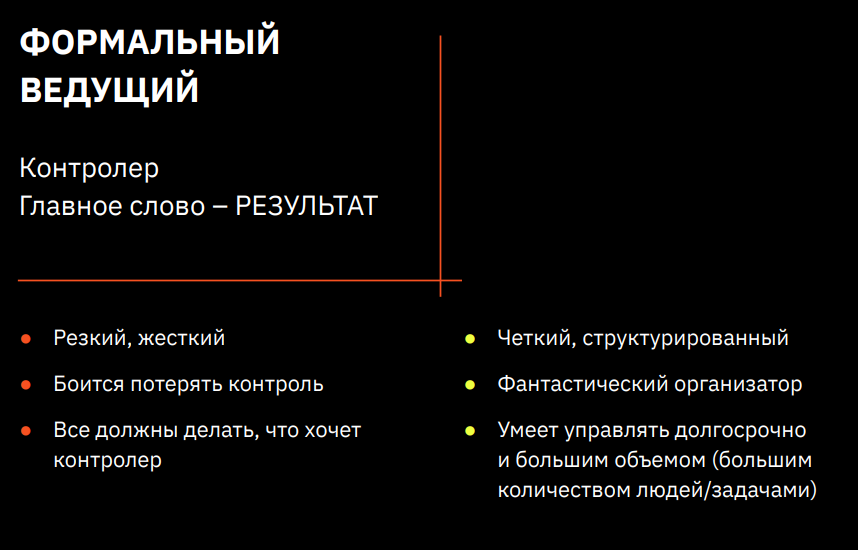 ФОРМАЛЬНЫЙ
ВЕДУЩИЙ
Контролер
Главное слово – РЕЗУЛЬТАТ
Резкий, жесткий
Боится потерять контроль
Все должны делать, что хочет
контролер
Четкий, структурированный
Фантастический организатор
Умеет управлять долгосрочно
и большим объемом (большим
количеством людей/задачами)